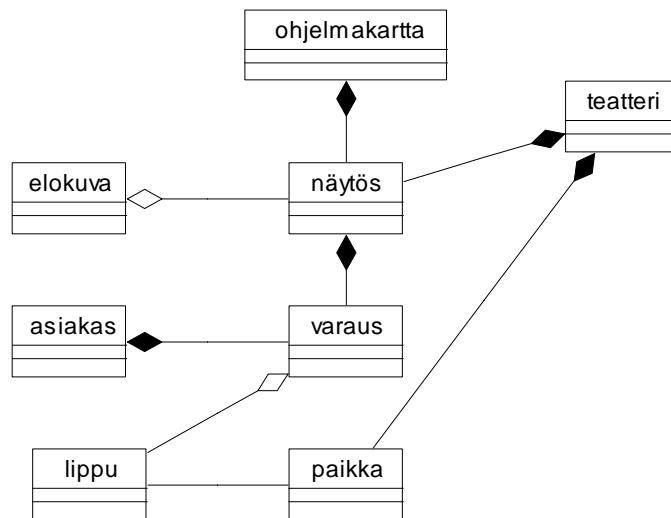 ohjelmakartta
teatteri
elokuva
näytös
asiakas
varaus
lippu
paikka